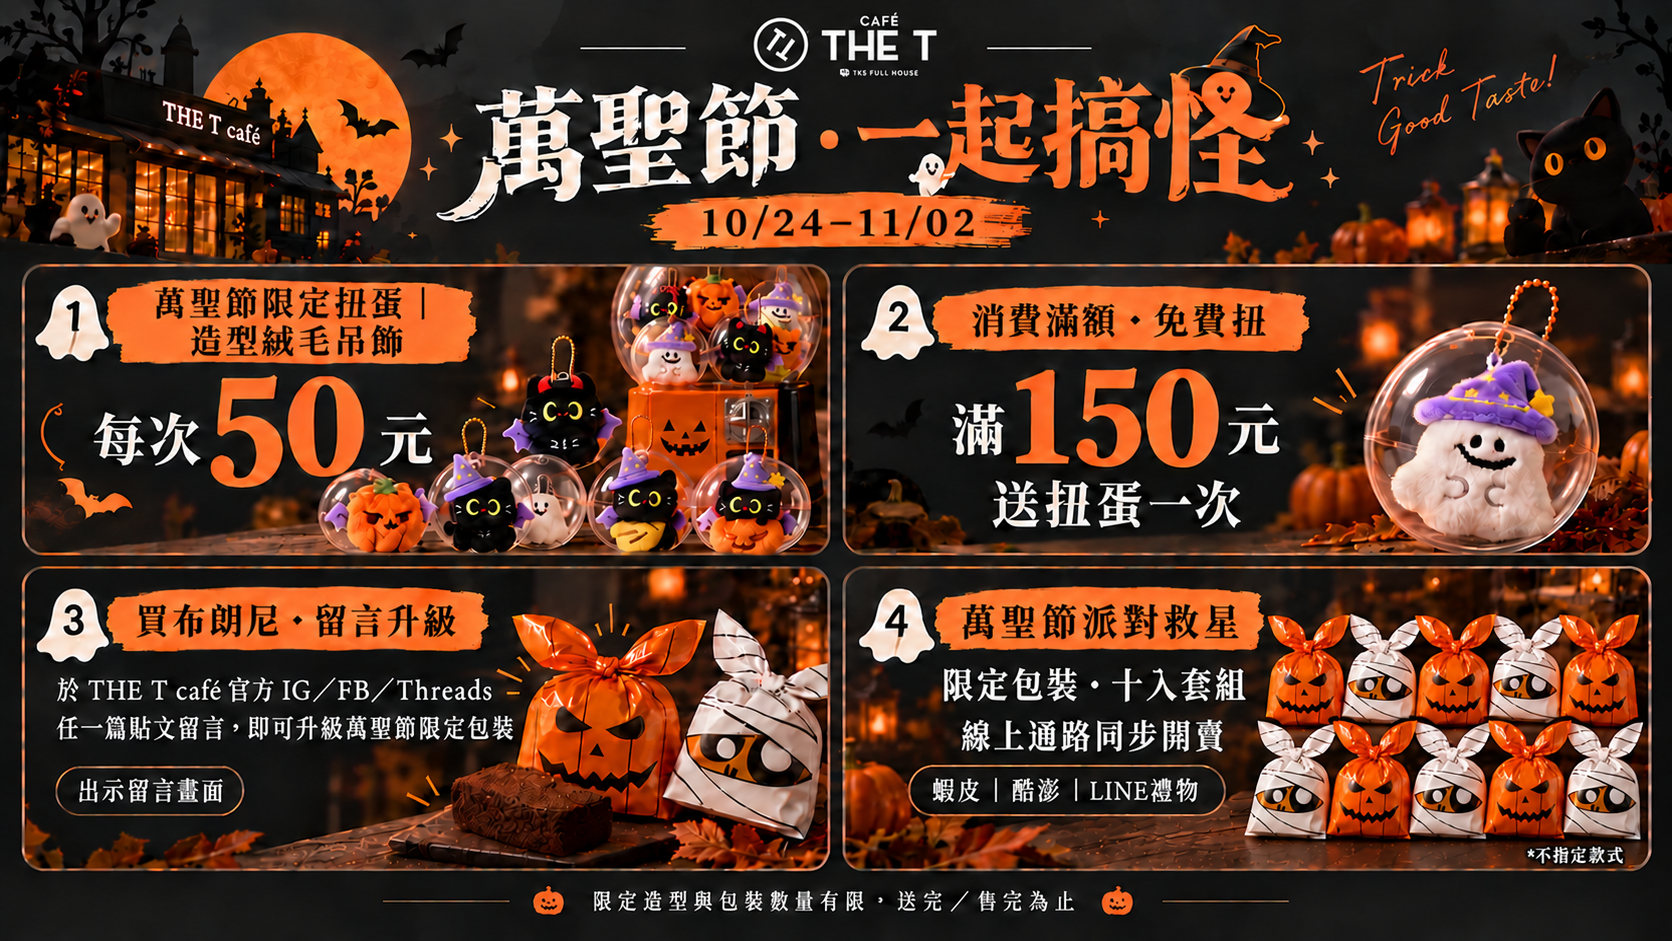 CAFÉ
THE T
TKS FULL HOUSE
THE T café
萬聖節・一起搞怪
Trick
Good Taste!
10/24–11/02
1
萬聖節限定扭蛋｜
造型絨毛吊飾
每次50元
2
消費滿額・免費扭
滿150元
送扭蛋一次
3
買布朗尼・留言升級
於 THE T café 官方 IG／FB／Threads
任一篇貼文留言，即可升級萬聖節限定包裝
出示留言畫面
4
萬聖節派對救星
限定包裝・十入套組
線上通路同步開賣
蝦皮｜酷澎｜LINE禮物
*不指定款式
限定造型與包裝數量有限，送完／售完為止